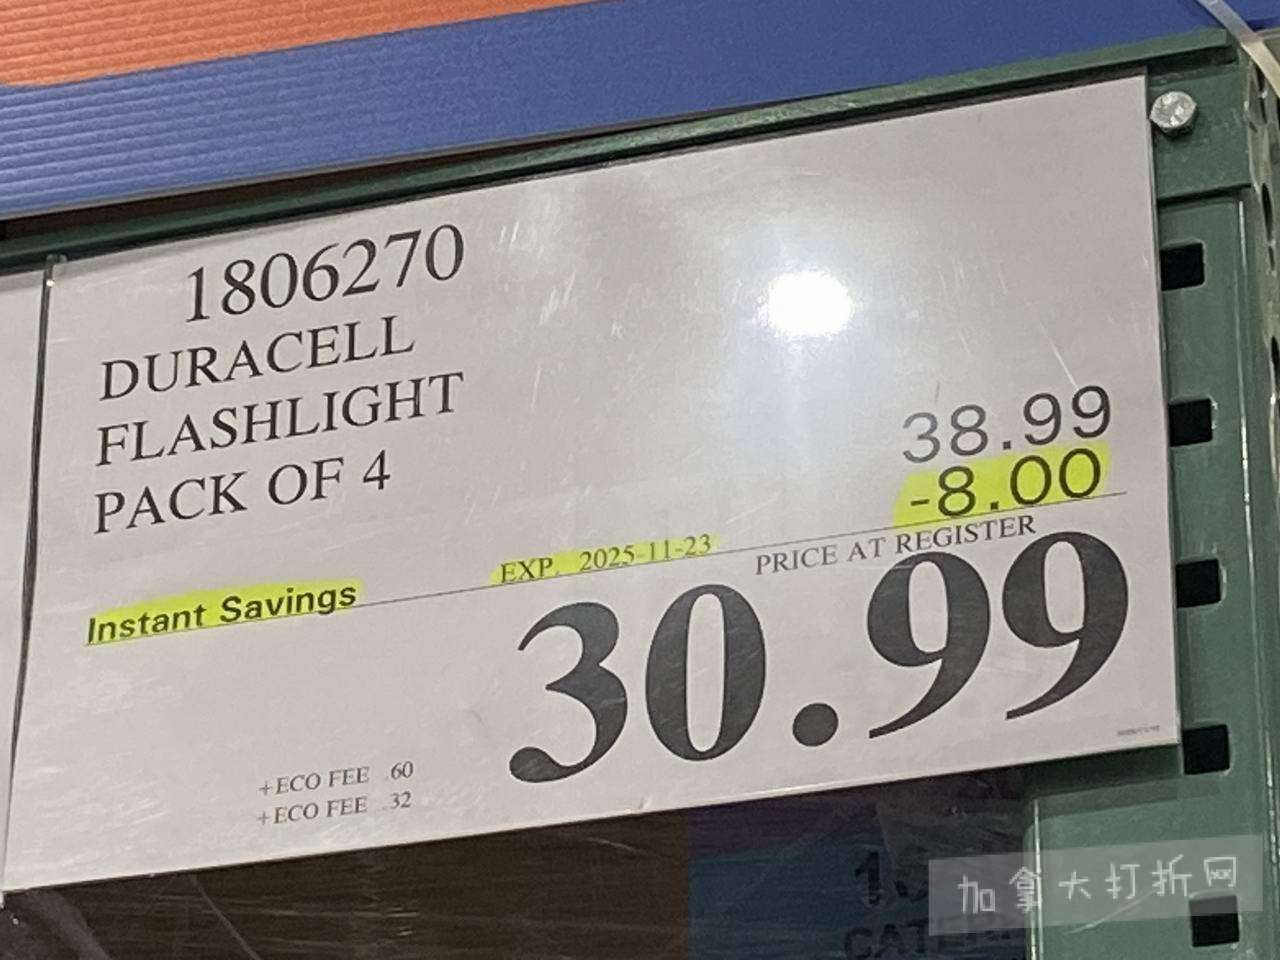 1806270
DURACELL
FLASHLIGHT
PACK OF 4
38.99
-8.00
EXP. 2025-11-23
PRICE AT REGISTER
Instant Savings
30.99
+ECO FEE .60
+ECO FEE .32
加拿大打折网